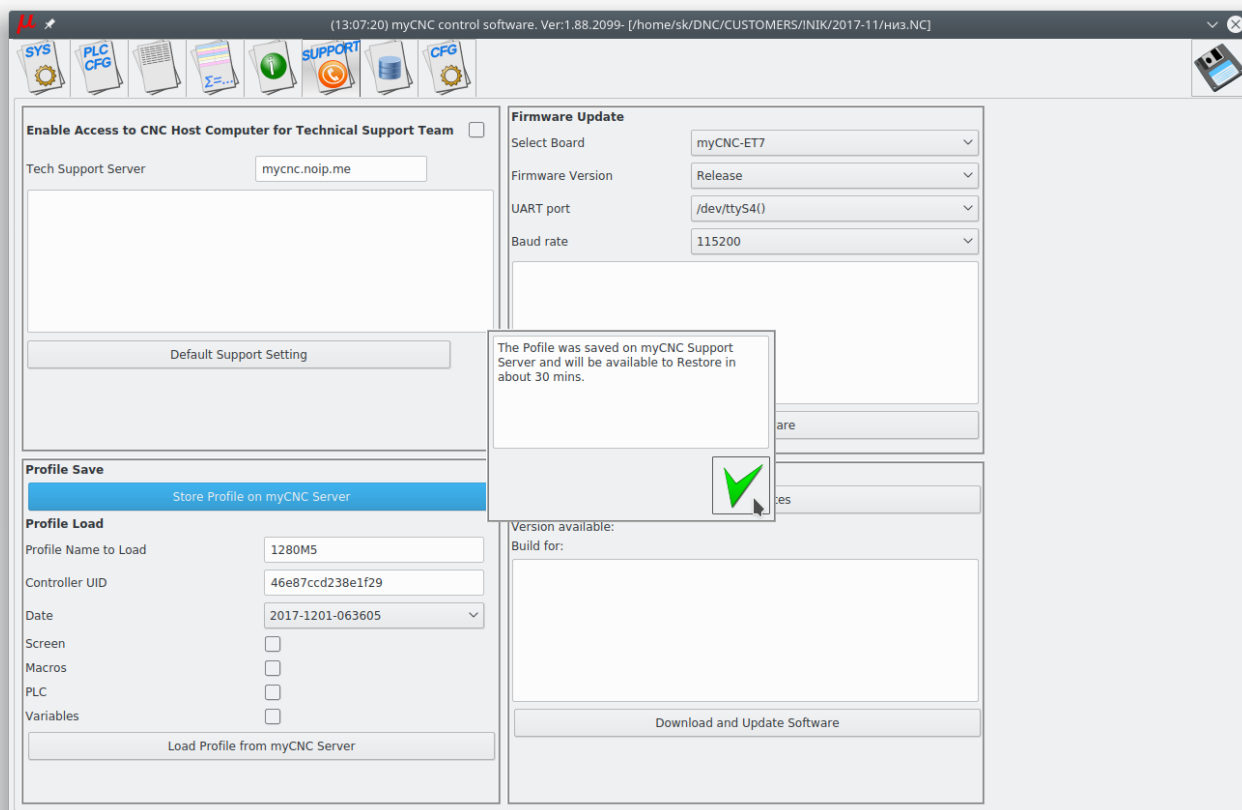 µ
(13:07:20) myCNC control software. Ver:1.88.2099- [/home/sk/DNC/CUSTOMERS/!NIK/2017-11/низ.NC]
SYS
PLC
CFG
Σ=...
i
SUPPORT
CFG
Enable Access to CNC Host Computer for Technical Support Team
Tech Support Server
mycnc.noip.me
Default Support Setting
Firmware Update
Select Board
myCNC-ET7
Firmware Version
Release
UART port
/dev/ttyS4()
Baud rate
115200
are
The Pofile was saved on myCNC Support
Server and will be available to Restore in
about 30 mins.
Profile Save
Store Profile on myCNC Server
Profile Load
Profile Name to Load
1280M5
Controller UID
46e87ccd238e1f29
Date
2017-1201-063605
Screen
Macros
PLC
Variables
Load Profile from myCNC Server
es
Version available:
Build for:
Download and Update Software